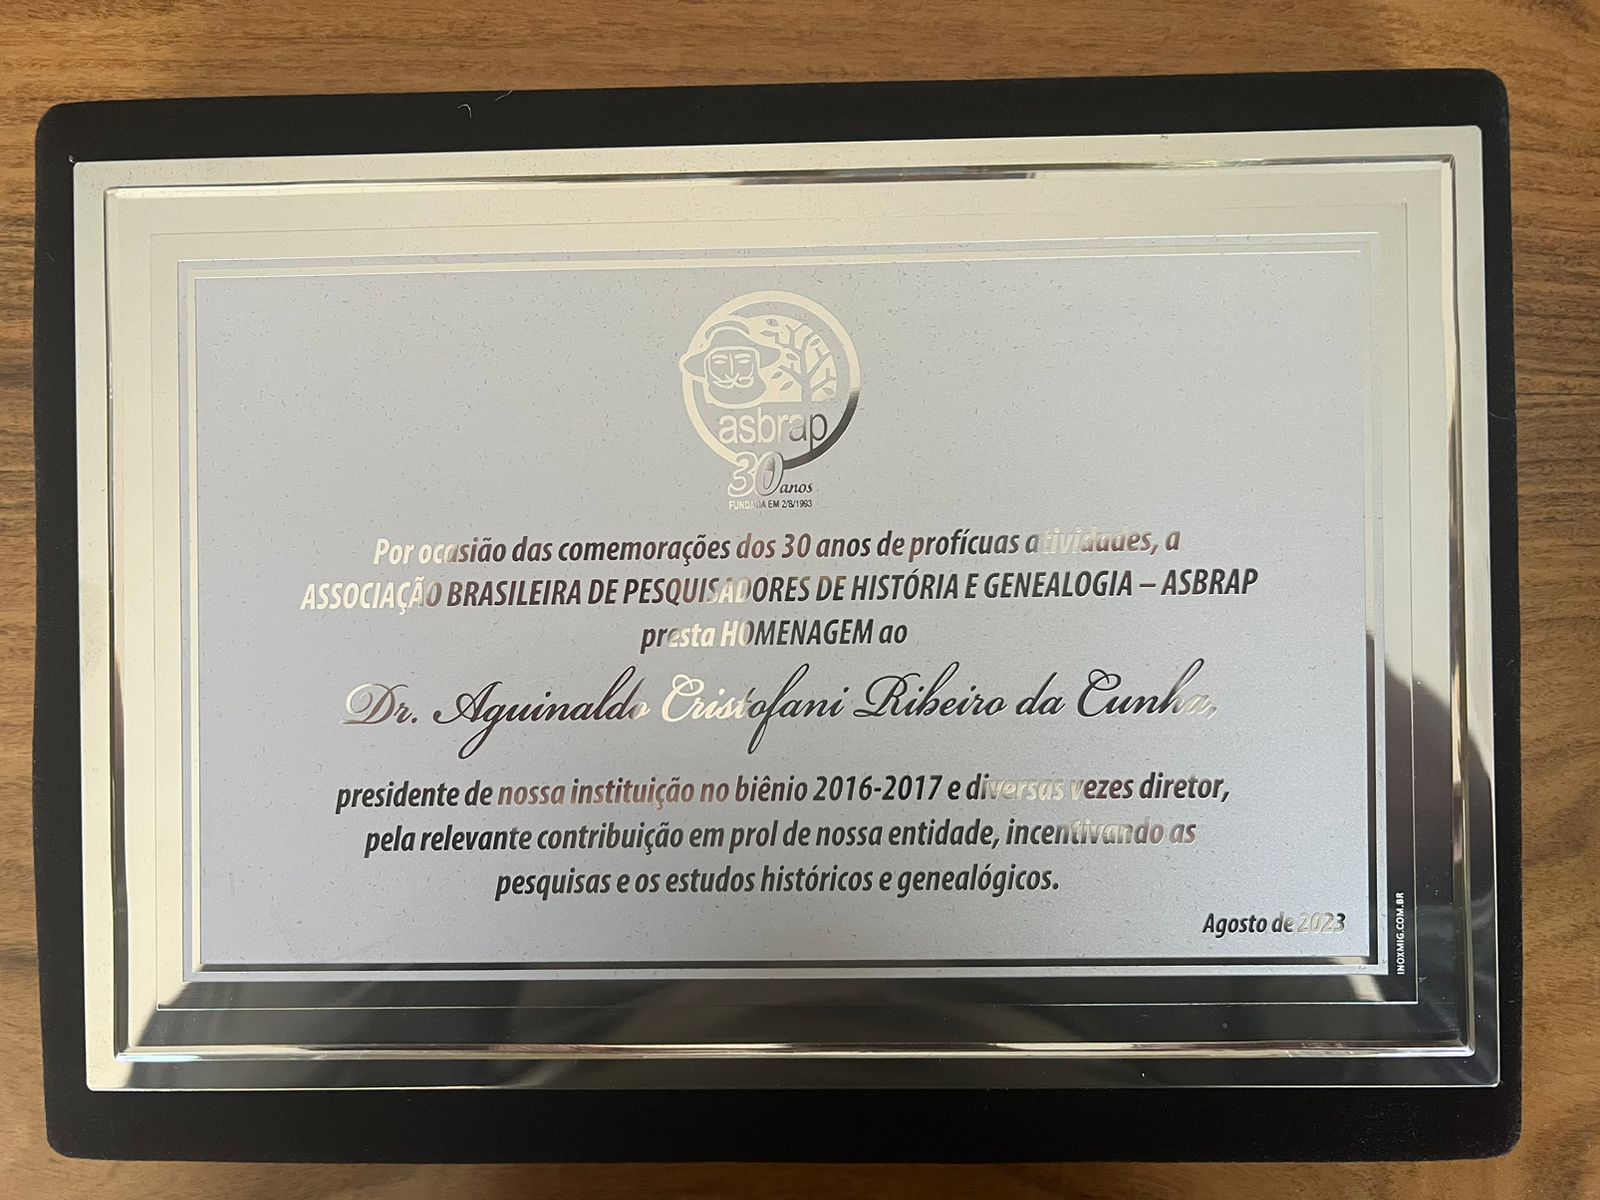 asbrap
30 anos
FUNDADA EM 2/8/1993
Por ocasião das comemorações dos 30 anos de profícuas atividades, a
ASSOCIAÇÃO BRASILEIRA DE PESQUISADORES DE HISTÓRIA E GENEALOGIA – ASBRAP
presta HOMENAGEM ao
Dr. Aguinaldo Cristofani Ribeiro da Cunha,
presidente de nossa instituição no biênio 2016-2017 e diversas vezes diretor,
pela relevante contribuição em prol de nossa entidade, incentivando as
pesquisas e os estudos históricos e genealógicos.
Agosto de 2023
INOXMIG.COM.BR